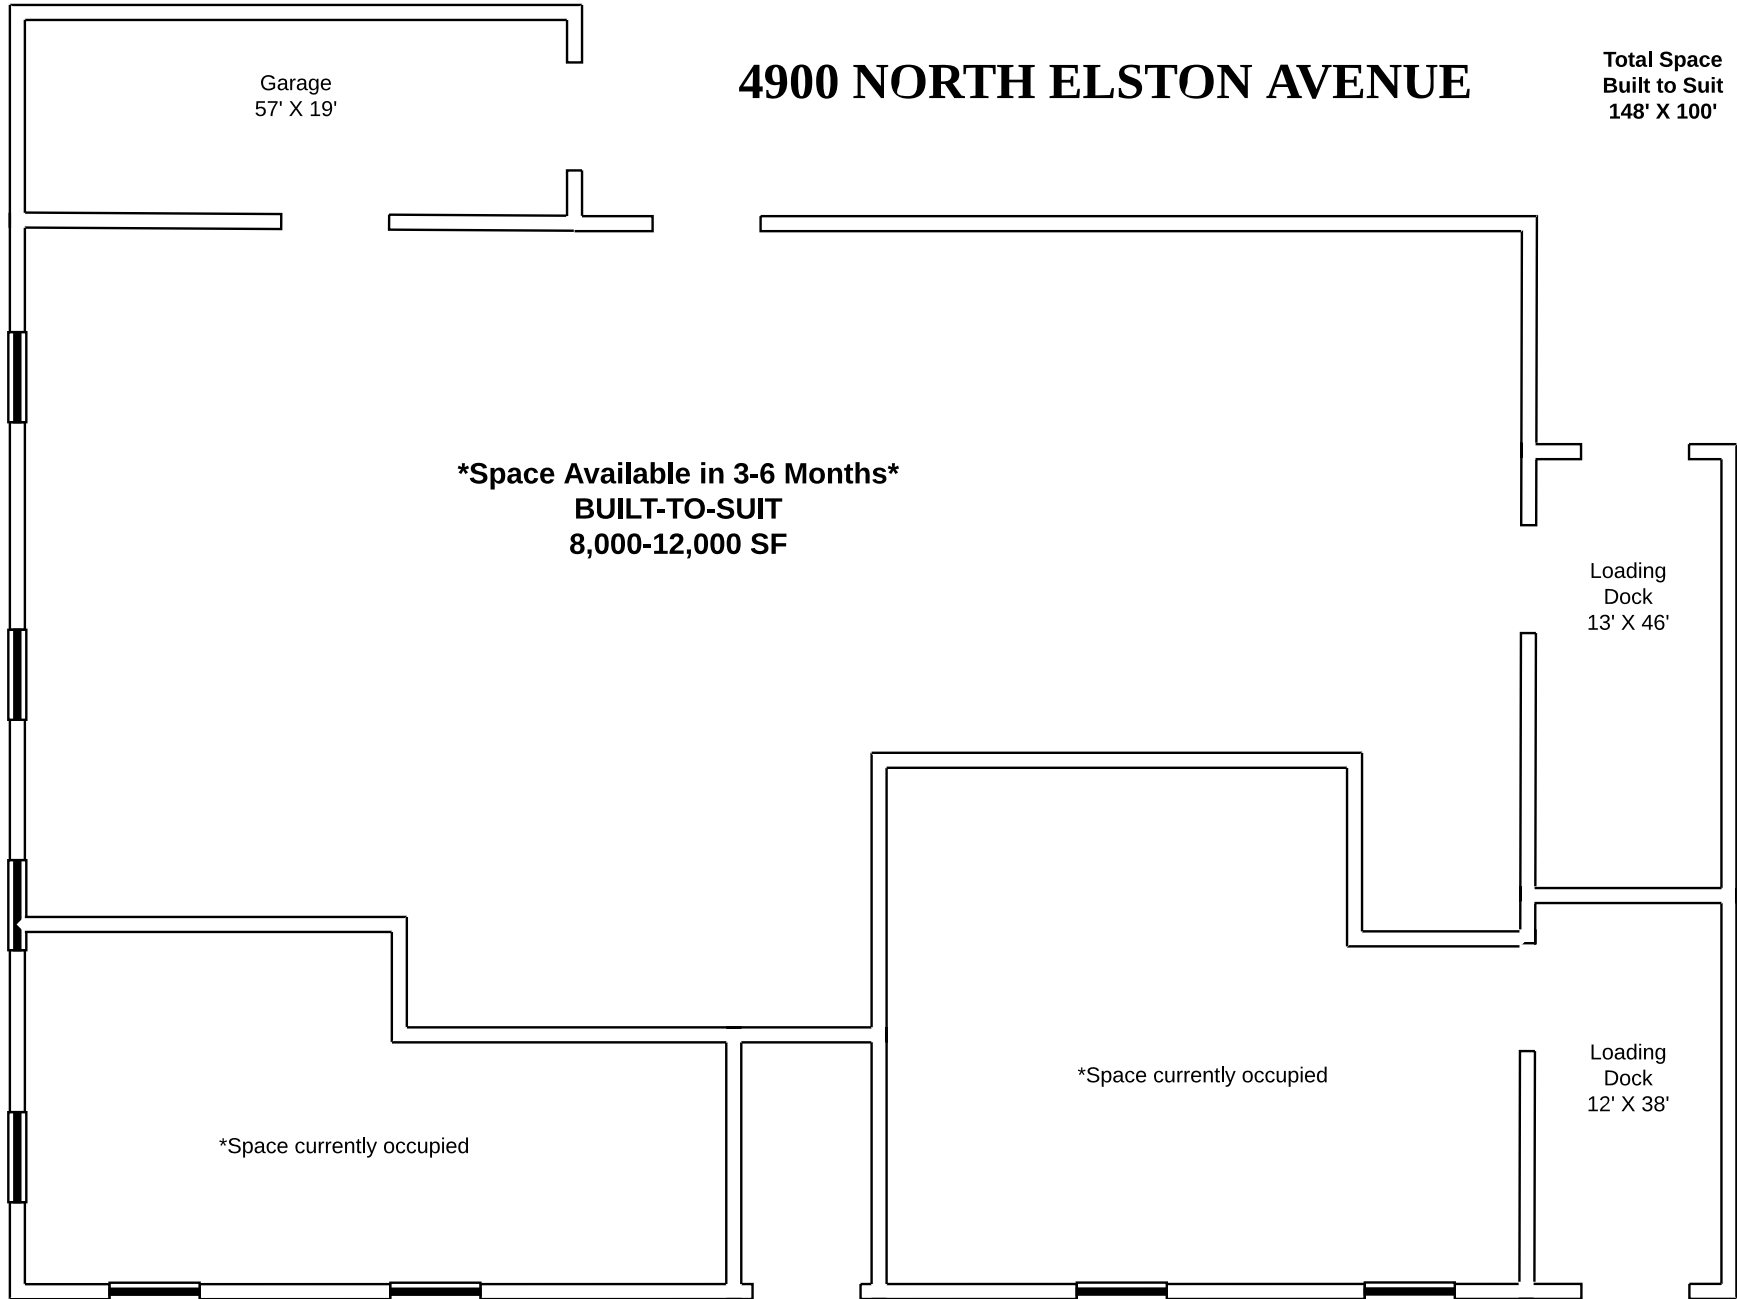 Garage
57' X 19'
4900 NORTH ELSTON AVENUE
Total Space
Built to Suit
148' X 100'
*Space Available in 3-6 Months*
BUILT-TO-SUIT
8,000-12,000 SF
Loading
Dock
13' X 46'
*Space currently occupied
*Space currently occupied
Loading
Dock
12' X 38'